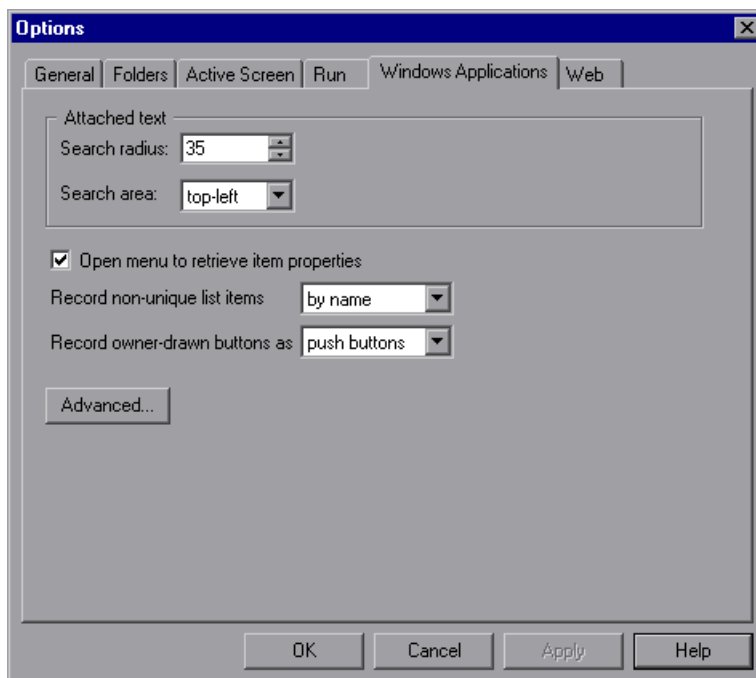 Options
General Folders Active Screen Run Windows Applications Web
Attached text
Search radius: 35
Search area: top-left
Open menu to retrieve item properties
Record non-unique list items by name
Record owner-drawn buttons as push buttons
Advanced...
OK Cancel Apply Help